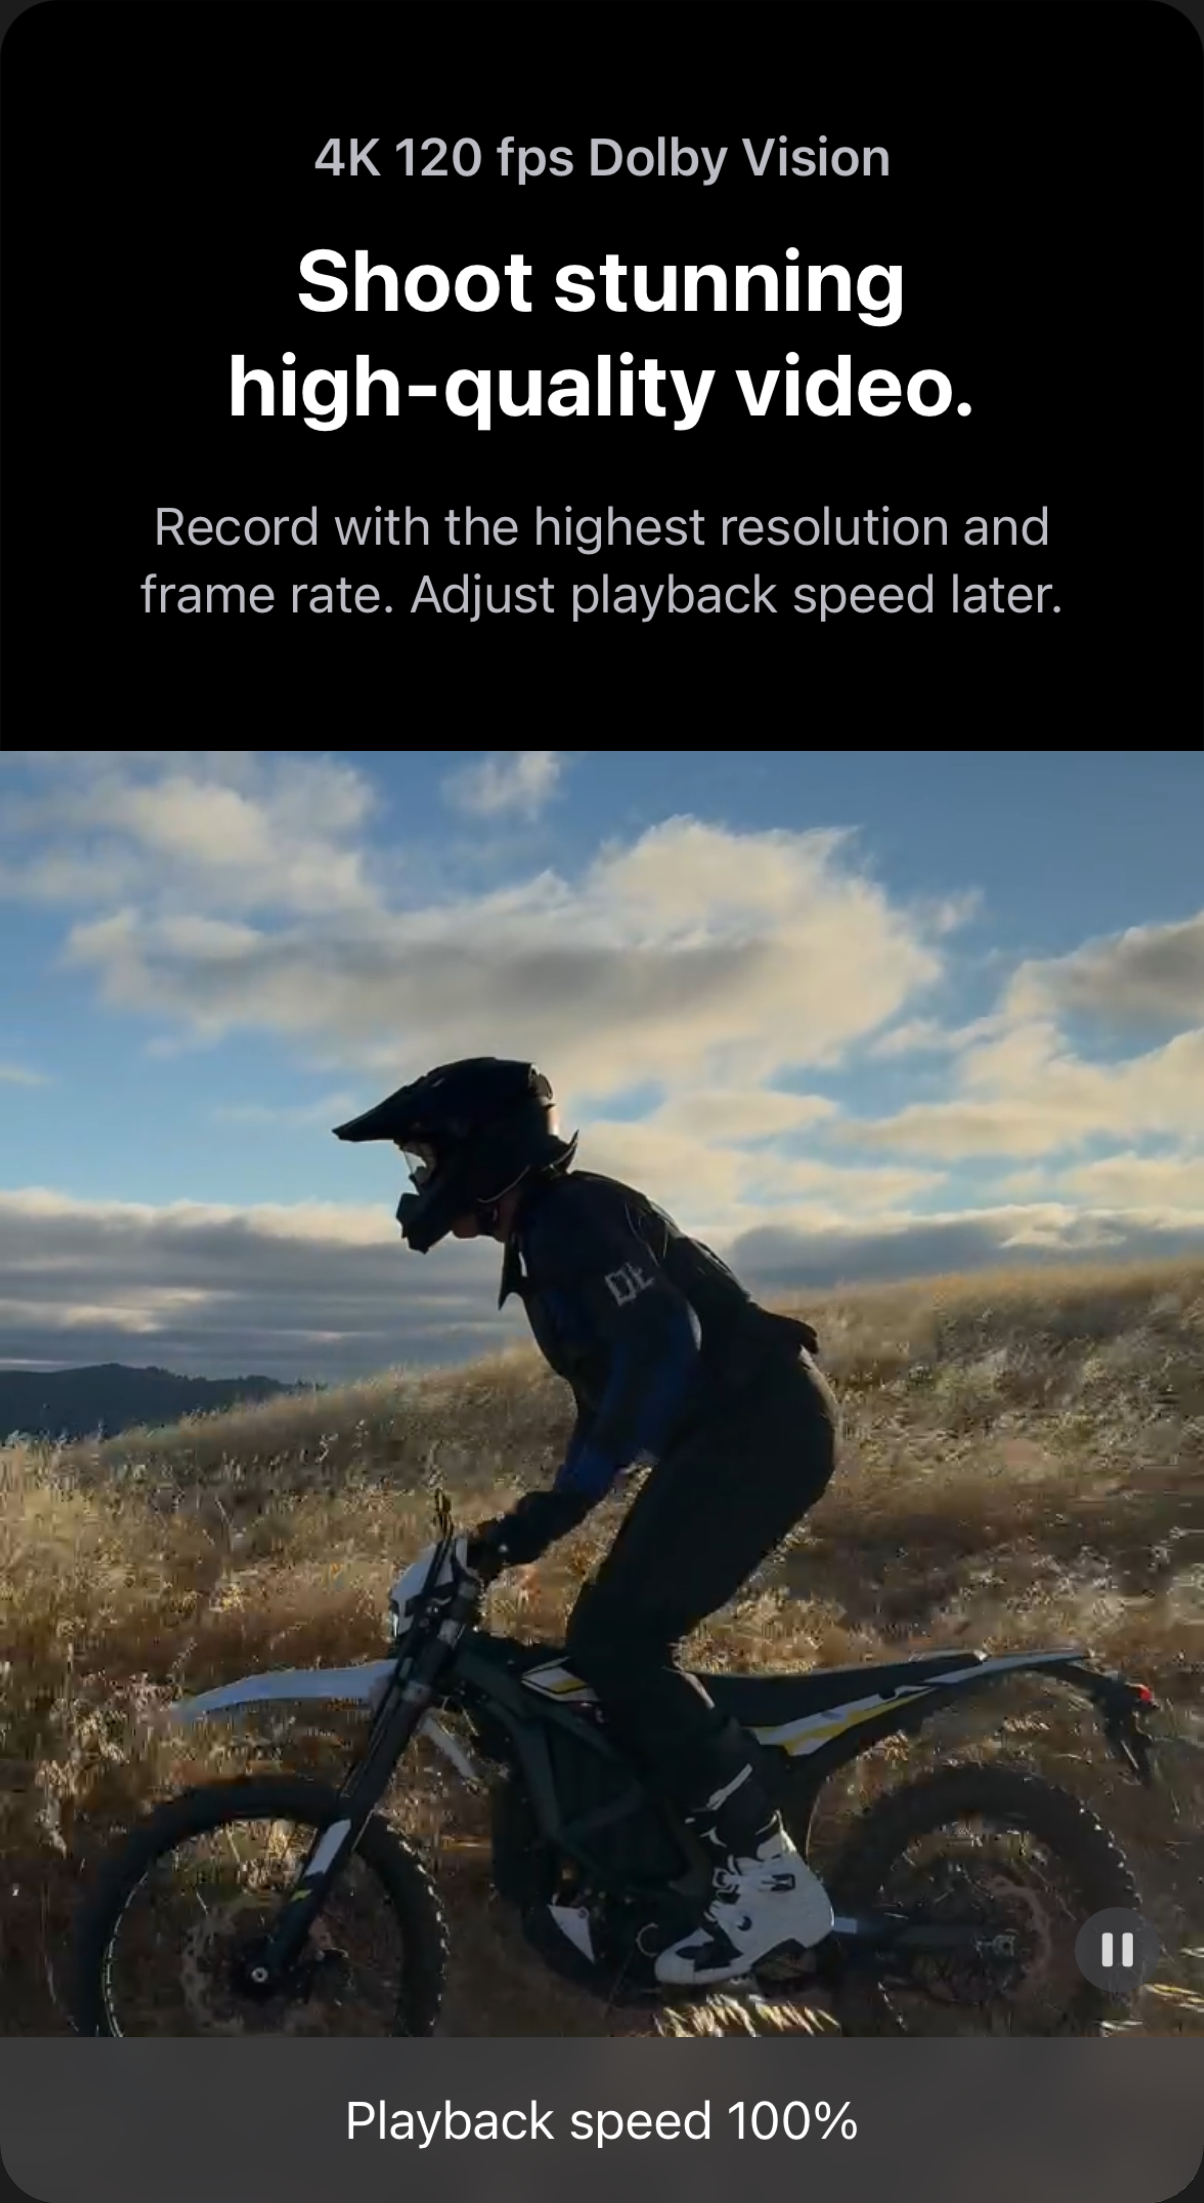 4K 120 fps Dolby Vision
Shoot stunning
high-quality video.
Record with the highest resolution and
frame rate. Adjust playback speed later.
Playback speed 100%